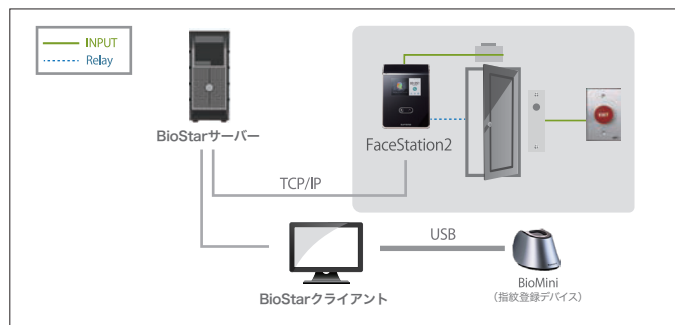 INPUT
Relay
BioStarサーバー
FaceStation2
EXIT
TCP/IP
USB
BioStarクライアント
BioMini
（指紋登録デバイス）